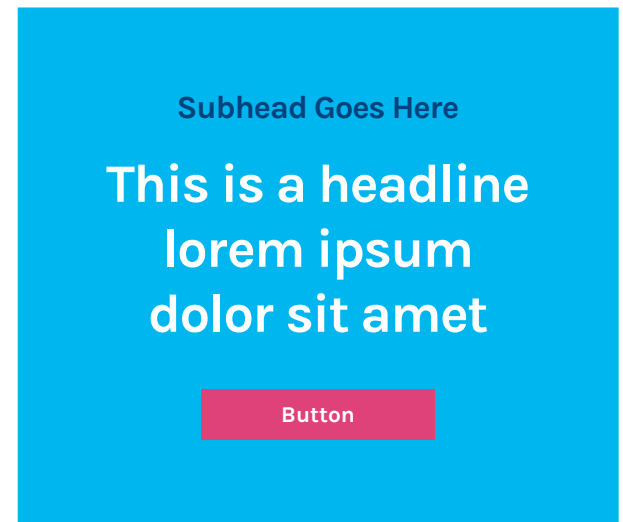 Subhead Goes Here
This is a headline
lorem ipsum
dolor sit amet
Button